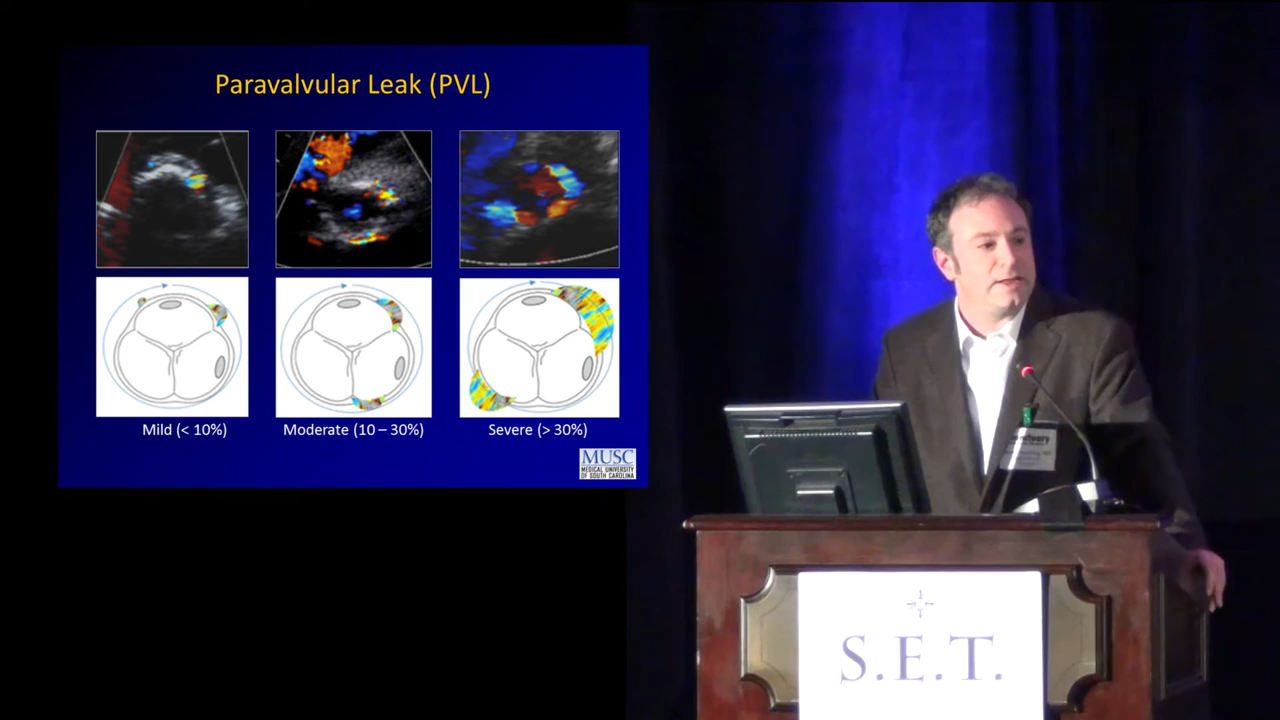 Paravalvular Leak (PVL)
Mild (< 10%)
Moderate (10 – 30%)
Severe (> 30%)
MUSC
MEDICAL UNIVERSITY
OF SOUTH CAROLINA
S.E.T.